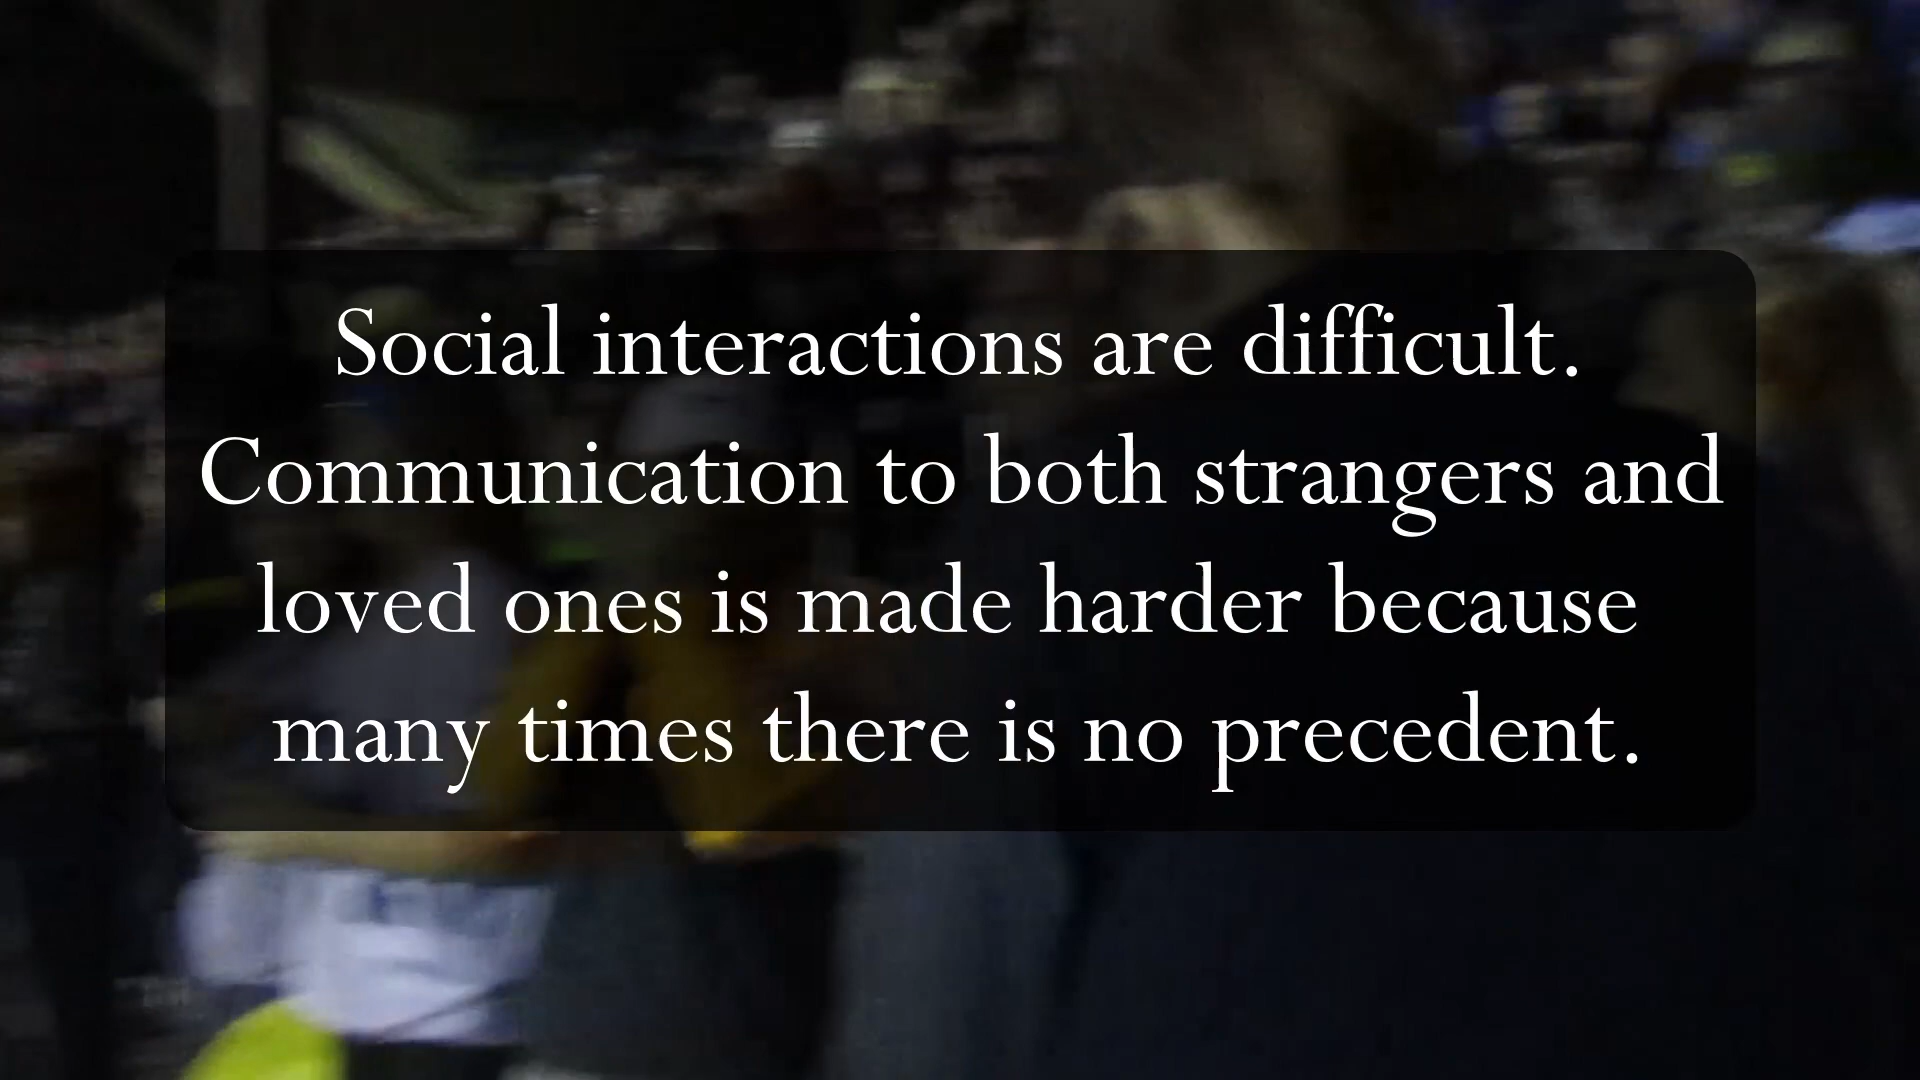 Social interactions are difficult.
Communication to both strangers and
loved ones is made harder because
many times there is no precedent.